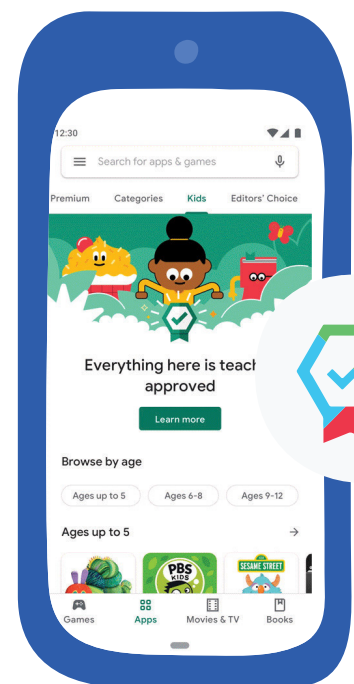 12:30
Search for apps & games
Premium Categories Kids Editors' Choice
Everything here is teach
approved
Learn more
Browse by age
Ages up to 5 Ages 6-8 Ages 9-12
Ages up to 5
PBS
KIDS
SESAME STREET
Games Apps Movies & TV Books